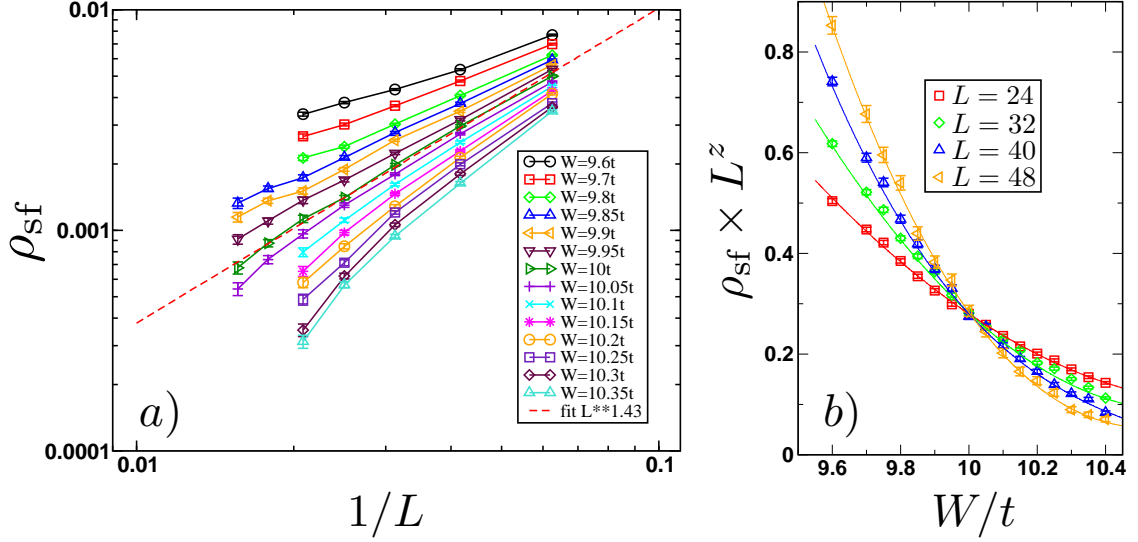 0.01
0.001
0.0001
ρsf
a)
W=9.6t
W=9.7t
W=9.8t
W=9.85t
W=9.9t
W=9.95t
W=10t
W=10.05t
W=10.1t
W=10.15t
W=10.2t
W=10.25t
W=10.3t
W=10.35t
fit L**1.43
0.01
0.1
1/L
0.8
0.6
0.4
0.2
0
ρsf × L^z
L = 24
L = 32
L = 40
L = 48
b)
9.6 9.8 10 10.2 10.4
W/t